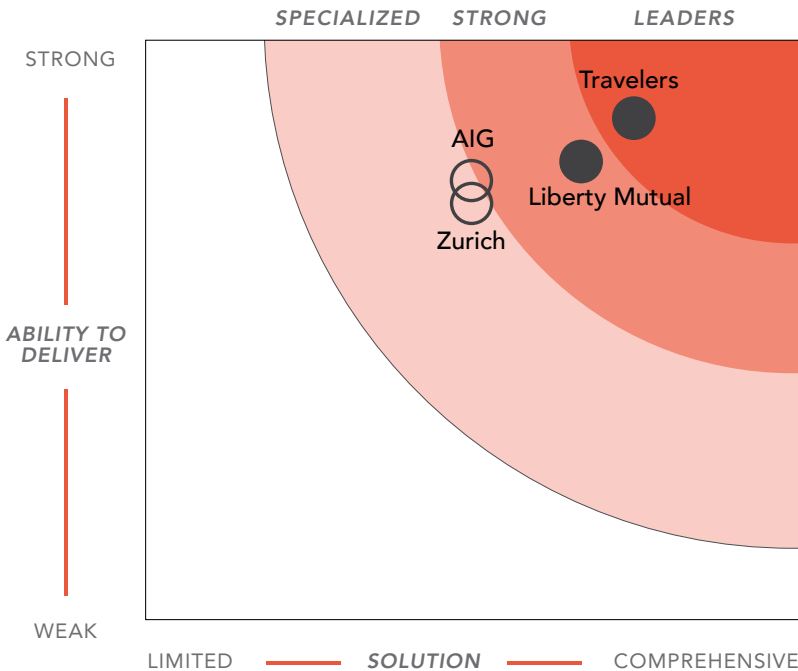 SPECIALIZED STRONG LEADERS
STRONG
Travelers
AIG
Liberty Mutual
Zurich
ABILITY TO
DELIVER
WEAK
LIMITED SOLUTION COMPREHENSIVE